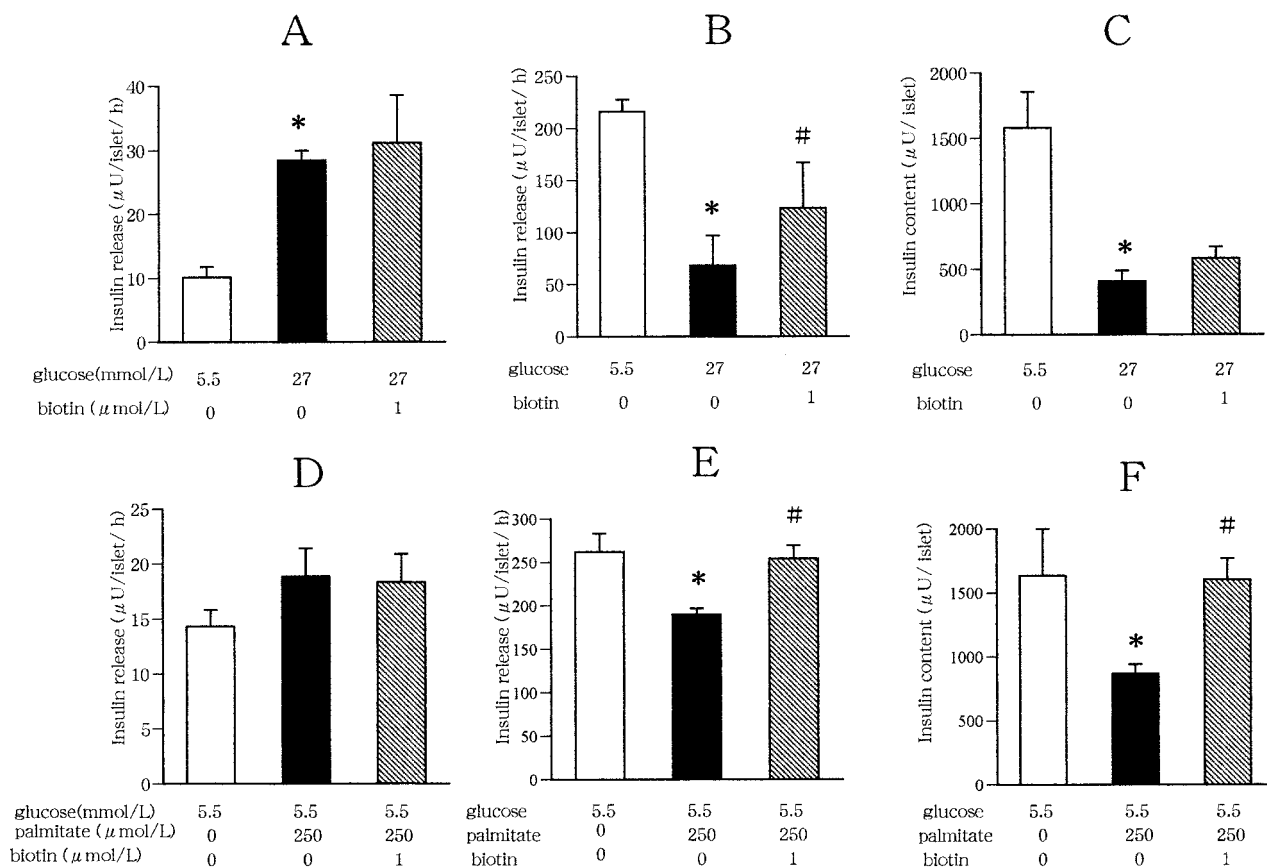 A
Insulin release (μU/islet/h)
40
30
20
10
0
*
glucose(mmol/L) 5.5 27 27
biotin (μmol/L) 0 0 1
B
Insulin release (μU/islet/h)
250
200
150
100
50
0
*
#
glucose 5.5 27 27
biotin 0 0 1
C
Insulin content (μU/islet)
2000
1500
1000
500
0
*
glucose 5.5 27 27
biotin 0 0 1
D
Insulin release (μU/islet/h)
25
20
15
10
5
0
glucose(mmol/L) 5.5 5.5 5.5
palmitate (μmol/L) 0 250 250
biotin (μmol/L) 0 0 1
E
Insulin release (μU/islet/h)
300
250
200
150
100
50
0
*
#
glucose 5.5 5.5 5.5
palmitate 0 250 250
biotin 0 0 1
F
Insulin content (μU/islet)
2000
1500
1000
500
0
*
#
glucose 5.5 5.5 5.5
palmitate 0 250 250
biotin 0 0 1